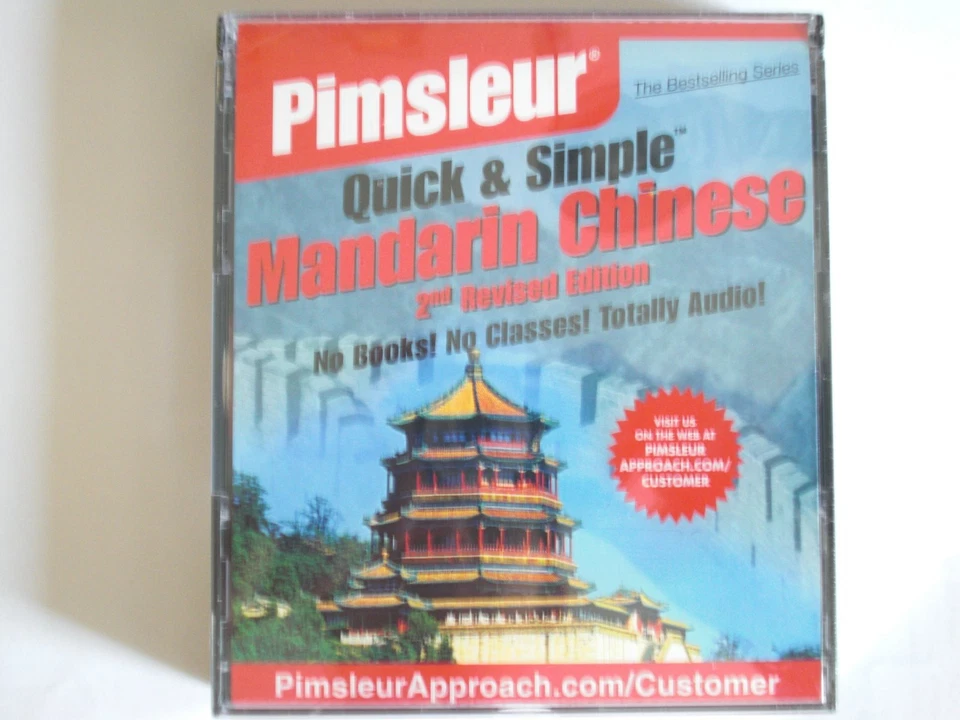 Pimsleur®
The Bestselling Series
Quick & Simple™
Mandarin Chinese
2nd Revised Edition
No Books! No Classes! Totally Audio!
VISIT US
ON THE WEB AT
PIMSLEUR
APPROACH.COM/
CUSTOMER
PimsleurApproach.com/Customer